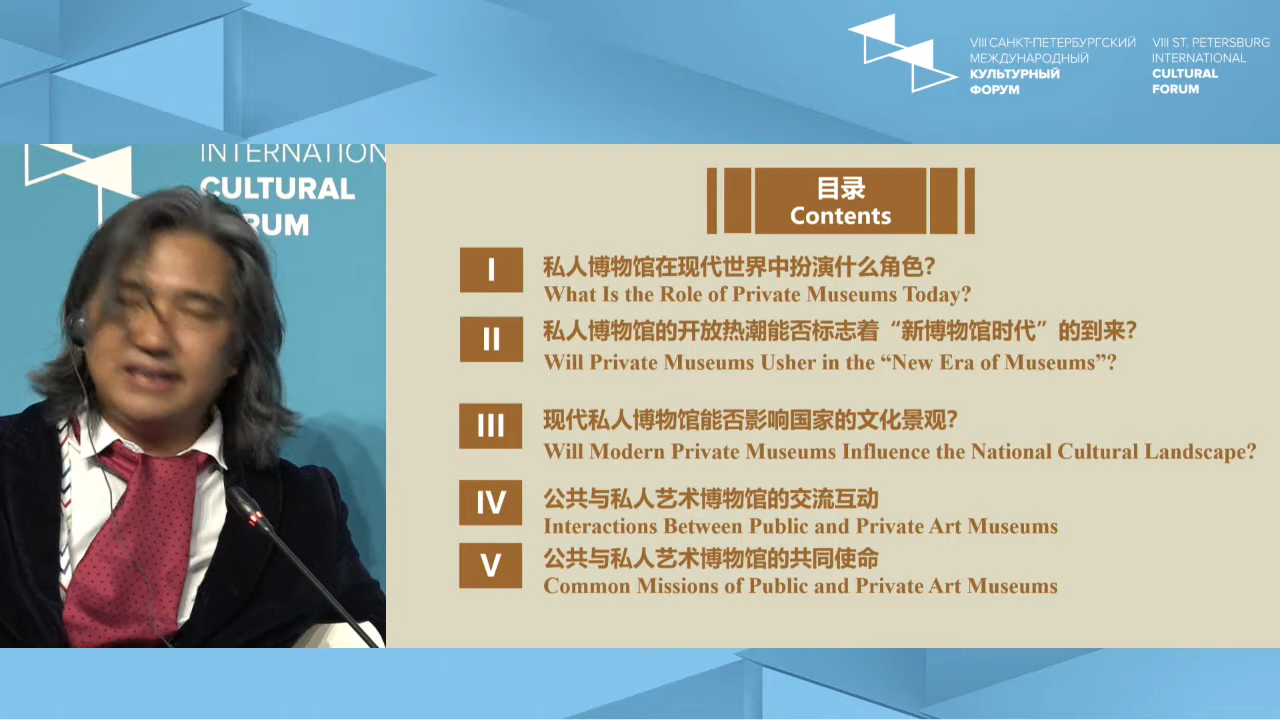 VIII САНКТ-ПЕТЕРБУРГСКИЙ
МЕЖДУНАРОДНЫЙ
КУЛЬТУРНЫЙ
ФОРУМ
VIII ST. PETERSBURG
INTERNATIONAL
CULTURAL
FORUM
INTERNATION
CULTURAL
RUM
目录
Contents
I
私人博物馆在现代世界中扮演什么角色?
What Is the Role of Private Museums Today?
II
私人博物馆的开放热潮能否标志着“新博物馆时代”的到来?
Will Private Museums Usher in the “New Era of Museums”?
III
现代私人博物馆能否影响国家的文化景观?
Will Modern Private Museums Influence the National Cultural Landscape?
IV
公共与私人艺术博物馆的交流互动
Interactions Between Public and Private Art Museums
V
公共与私人艺术博物馆的共同使命
Common Missions of Public and Private Art Museums